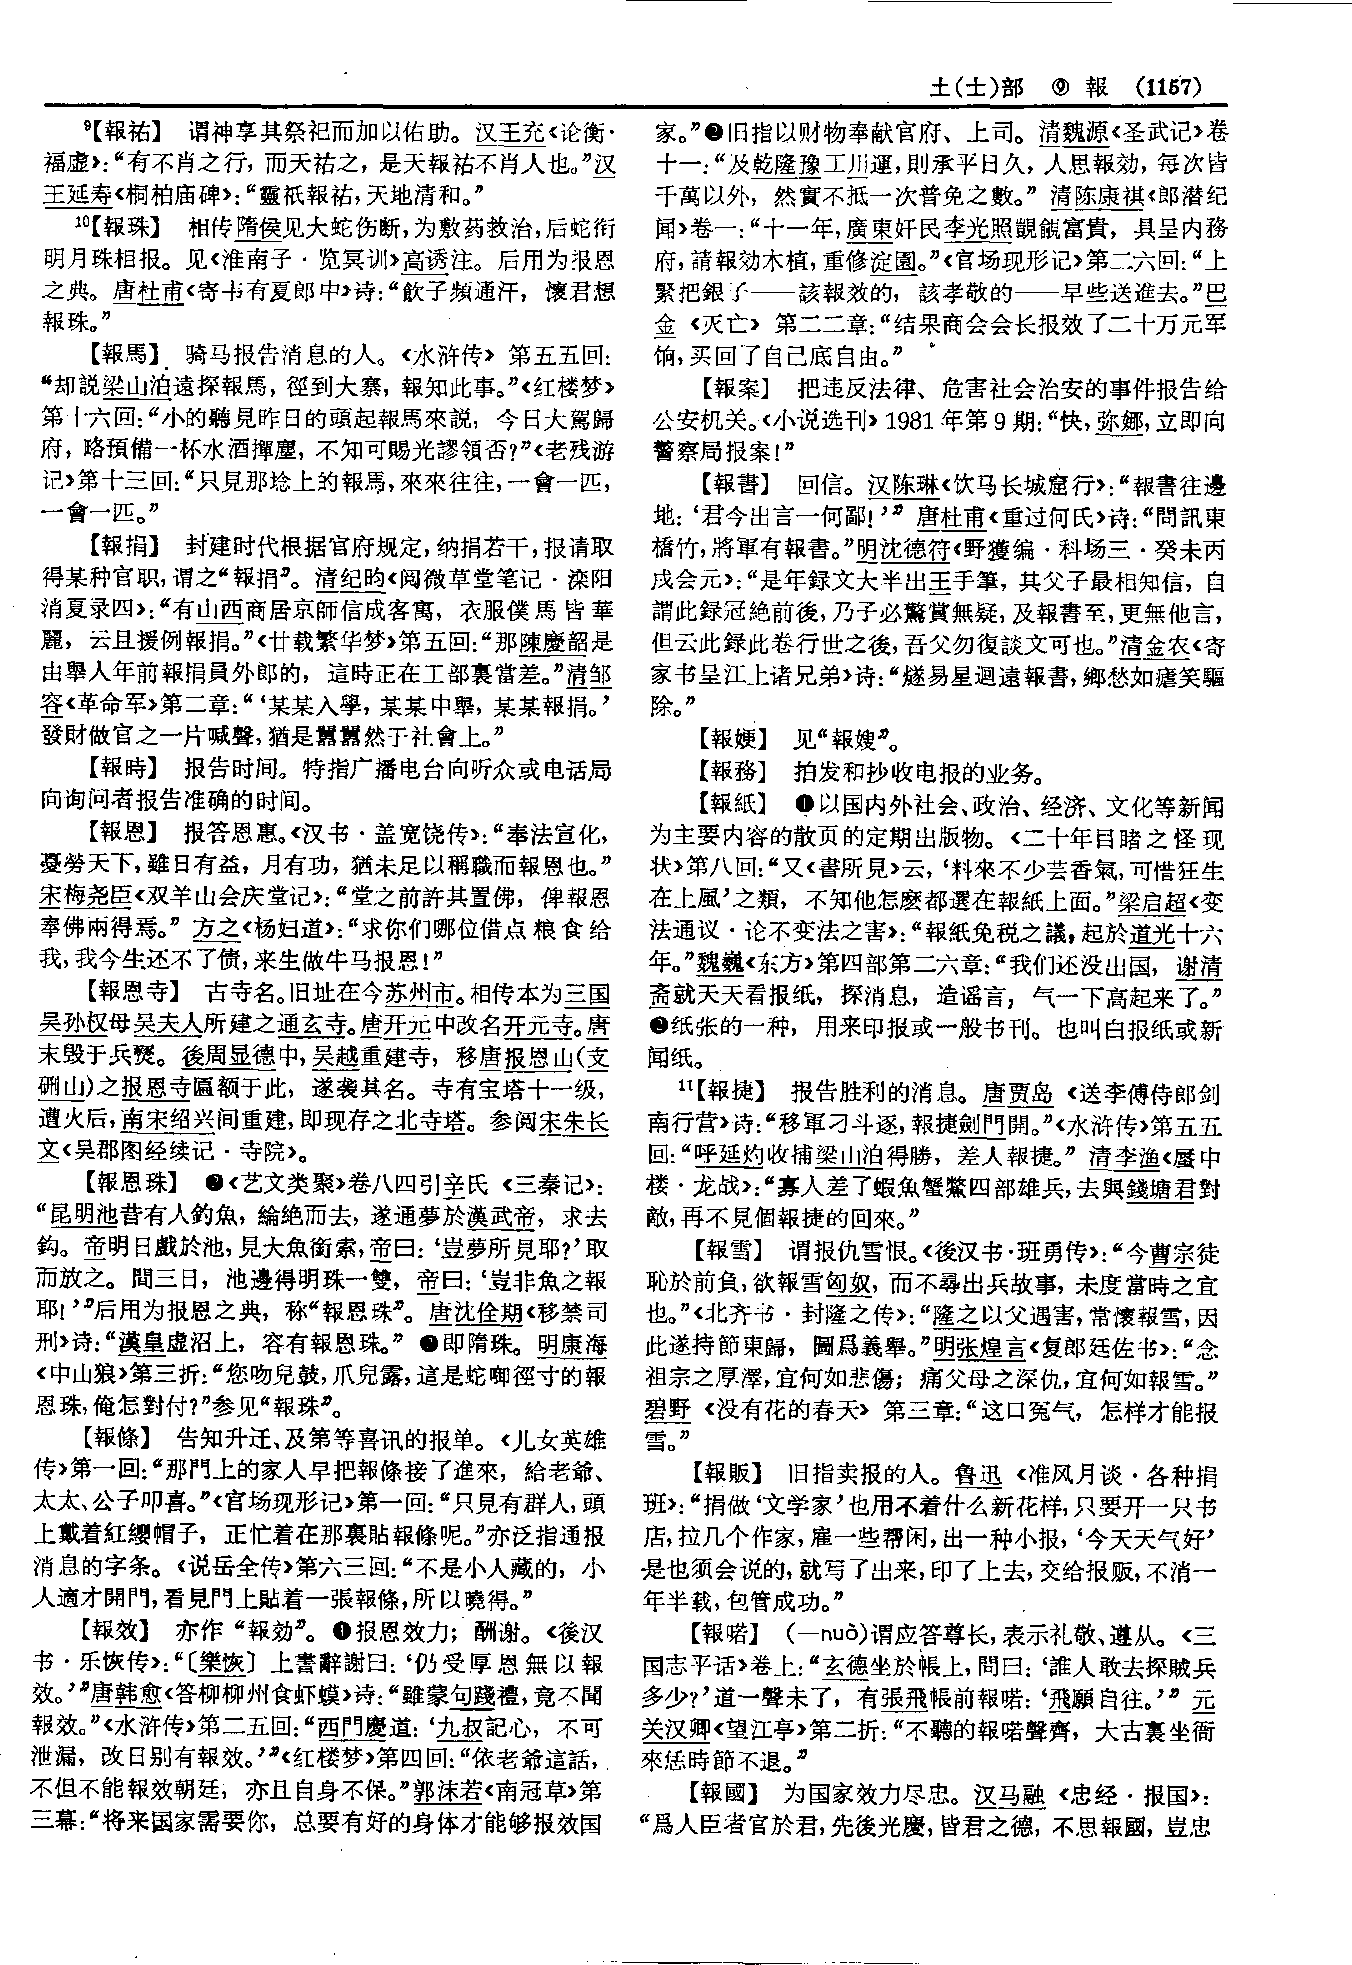 土(士)部 ⑨ 報 (1157)
⁹【報祐】 谓神享其祭祀而加以佑助。汉王充《论衡·
福虚》：“有不肖之行，而天祐之，是天報祐不肖人也。”汉
王延寿《桐柏庙碑》：“靈祇報祐，天地清和。”
¹⁰【報珠】 相传隋侯见大蛇伤断，为敷药救治，后蛇衔
明月珠相报。见《淮南子·览冥训》高诱注。后用为报恩
之典。唐杜甫《寄韦有夏郎中》诗：“飲子頻通汗，懷君想
報珠。”
【報馬】 骑马报告消息的人。《水浒传》第五五回：
“却説梁山泊遠探報馬，徑到大寨，報知此事。”《红楼梦》
第十六回：“小的聽見昨日的頭起報馬來説，今日大駕歸
府，略預備一杯水酒撣塵，不知可賜光謬領否？”《老残游
记》第十三回：“只見那埝上的報馬，來來往往，一會一匹，
一會一匹。”
【報捐】 封建时代根据官府规定，纳捐若干，报请取
得某种官职，谓之“報捐”。清纪昀《阅微草堂笔记·滦阳
消夏录四》：“有山西商居京師信成客寓，衣服僕馬皆華
麗，云且援例報捐。”《廿载繁华梦》第五回：“那陳慶韶是
由舉人年前報捐員外郎的，這時正在工部裏當差。”清邹
容《革命军》第二章：“‘某某入學，某某中舉，某某報捐。’
發財做官之一片喊聲，猶是囂囂然于社會上。”
【報時】 报告时间。特指广播电台向听众或电话局
向询问者报告准确的时间。
【報恩】 报答恩惠。《汉书·盖宽饶传》：“奉法宣化，
憂勞天下，雖日有益，月有功，猶未足以稱職而報恩也。”
宋梅尧臣《双羊山会庆堂记》：“堂之前許其置佛，俾報恩
奉佛兩得焉。”方之《杨妇道》：“求你们哪位借点粮食给
我，我今生还不了债，来生做牛马报恩！”
【報恩寺】 古寺名。旧址在今苏州市。相传本为三国
吴孙权母吴夫人所建之通玄寺。唐开元中改名开元寺。唐
末毁于兵燹。後周显德中，吴越重建寺，移唐报恩山(支
硎山)之报恩寺匾额于此，遂袭其名。寺有宝塔十一级，
遭火后，南宋绍兴间重建，即现存之北寺塔。参阅宋朱长
文《吴郡图经续记·寺院》。
【報恩珠】 ❶《艺文类聚》卷八四引辛氏《三秦记》：
“昆明池昔有人釣魚，綸絶而去，遂通夢於漢武帝，求去
鈎。帝明日戲於池，見大魚銜索，帝曰：‘豈夢所見耶？’取
而放之。間三日，池邊得明珠一雙，帝曰：‘豈非魚之報
耶！’”后用为报恩之典，称“報恩珠”。唐沈佺期《移禁司
刑》诗：“漢皇虚沼上，容有報恩珠。”❷即隋珠。明康海
《中山狼》第三折：“您吻兒鼓，爪兒露，這是蛇啣徑寸的報
恩珠，俺怎對付？”参见“報珠”。
【報條】 告知升迁、及第等喜讯的报单。《儿女英雄
传》第一回：“那門上的家人早把報條接了進來，給老爺、
太太、公子叩喜。”《官场现形记》第一回：“只見有群人，頭
上戴着紅纓帽子，正忙着在那裏貼報條呢。”亦泛指通报
消息的字条。《说岳全传》第六三回：“不是小人藏的，小
人適才開門，看見門上貼着一張報條，所以曉得。”
【報效】 亦作“報効”。❶报恩效力；酬谢。《後汉
书·乐恢传》：“〔樂恢〕上書辭謝曰：‘仍受厚恩無以報
效。’”唐韩愈《答柳柳州食虾蟆》诗：“雖蒙句踐禮，竟不聞
報效。”《水浒传》第二五回：“西門慶道：‘九叔記心，不可
泄漏，改日别有報效。’”《红楼梦》第四回：“依老爺這話，
不但不能報效朝廷，亦且自身不保。”郭沫若《南冠草》第
三幕：“将来国家需要你，总要有好的身体才能够报效国
家。”❷旧指以财物奉献官府、上司。清魏源《圣武记》卷
十一：“及乾隆豫工川運，則承平日久，人思報効，每次皆
千萬以外，然實不抵一次普免之數。”清陈康祺《郎潜纪
闻》卷一：“十一年，廣東奸民李光照覬覦富貴，具呈内務
府，請報効木植，重修淀園。”《官场现形记》第二六回：“上
緊把銀子——該報效的，該孝敬的——早些送進去。”巴
金《灭亡》第二二章：“结果商会会长报效了二十万元军
饷，买回了自己底自由。”
【報案】 把违反法律、危害社会治安的事件报告给
公安机关。《小说选刊》1981年第9期：“快，弥娜，立即向
警察局报案！”
【報書】 回信。汉陈琳《饮马长城窟行》：“報書往邊
地：‘君今出言一何鄙！’”唐杜甫《重过何氏》诗：“問訊東
橋竹，將軍有報書。”明沈德符《野獲编·科场三·癸未丙
戌会元》：“是年録文大半出王手筆，其父子最相知信，自
謂此録冠絶前後，乃子必驚賞無疑，及報書至，更無他言，
但云此録此卷行世之後，吾父勿復談文可也。”清金农《寄
家书呈江上诸兄弟》诗：“燧易星迴遠報書，鄉愁如瘧笑驅
除。”
【報㛐】 见“報嫂”。
【報務】 拍发和抄收电报的业务。
【報紙】 ❶以国内外社会、政治、经济、文化等新闻
为主要内容的散页的定期出版物。《二十年目睹之怪现
状》第八回：“又《書所見》云，‘料來不少芸香氣，可惜狂生
在上風’之類，不知他怎麽都選在報紙上面。”梁启超《变
法通议·论不变法之害》：“報紙免税之議，起於道光十六
年。”魏巍《东方》第四部第二六章：“我们还没出国，谢清
斋就天天看报纸，探消息，造谣言，气一下高起来了。”
❷纸张的一种，用来印报或一般书刊。也叫白报纸或新
闻纸。
¹¹【報捷】 报告胜利的消息。唐贾岛《送李傅侍郎剑
南行营》诗：“移軍刁斗逐，報捷劍門開。”《水浒传》第五五
回：“呼延灼收捕梁山泊得勝，差人報捷。”清李渔《蜃中
楼·龙战》：“寡人差了蝦魚蟹鱉四部雄兵，去與錢塘君對
敵，再不見個報捷的回來。”
【報雪】 谓报仇雪恨。《後汉书·班勇传》：“今曹宗徒
恥於前負，欲報雪匈奴，而不尋出兵故事，未度當時之宜
也。”《北齐书·封隆之传》：“隆之以父遇害，常懷報雪，因
此遂持節東歸，圖爲義舉。”明张煌言《复郎廷佐书》：“念
祖宗之厚澤，宜何如悲傷；痛父母之深仇，宜何如報雪。”
碧野《没有花的春天》第三章：“这口冤气，怎样才能报
雪。”
【報販】 旧指卖报的人。鲁迅《准风月谈·各种捐
班》：“捐做‘文学家’也用不着什么新花样，只要开一只书
店，拉几个作家，雇一些帮闲，出一种小报，‘今天天气好’
是也须会说的，就写了出来，印了上去，交给报贩，不消一
年半载，包管成功。”
【報喏】 (—nuò)谓应答尊长，表示礼敬、遵从。《三
国志平话》卷上：“玄德坐於帳上，問曰：‘誰人敢去探賊兵
多少？’道一聲未了，有張飛帳前報喏：‘飛願自往。’”元
关汉卿《望江亭》第二折：“不聽的報喏聲齊，大古裏坐衙
來恁時節不退。”
【報國】 为国家效力尽忠。汉马融《忠经·报国》：
“爲人臣者官於君，先後光慶，皆君之德，不思報國，豈忠